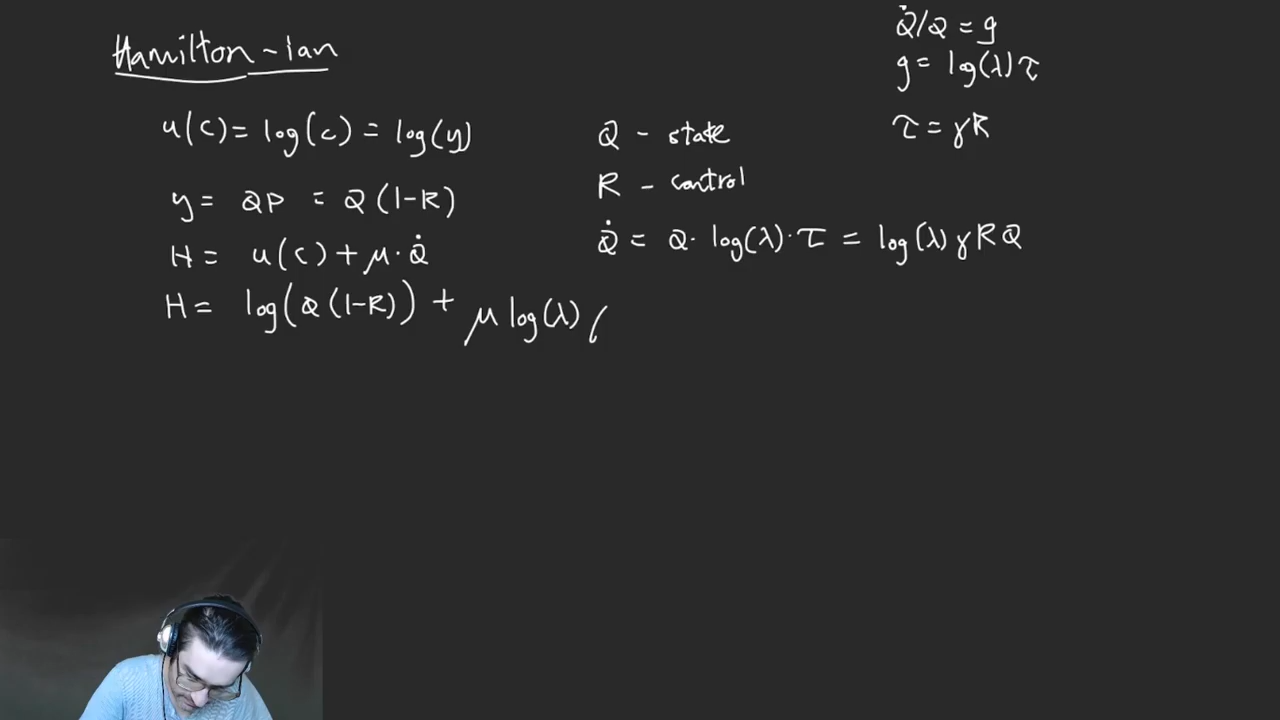 Hamilton-ian
u(c) = log(c) = log(y)
y = QP = Q(1-R)
H = u(c) + μ·Q̇
H = log(Q(1-R)) + μ log(λ) (
Q - state
R - control
Q̇ = Q·log(λ)·τ = log(λ)γRQ
Q̇/Q = g
g = log(λ)τ
τ = γR